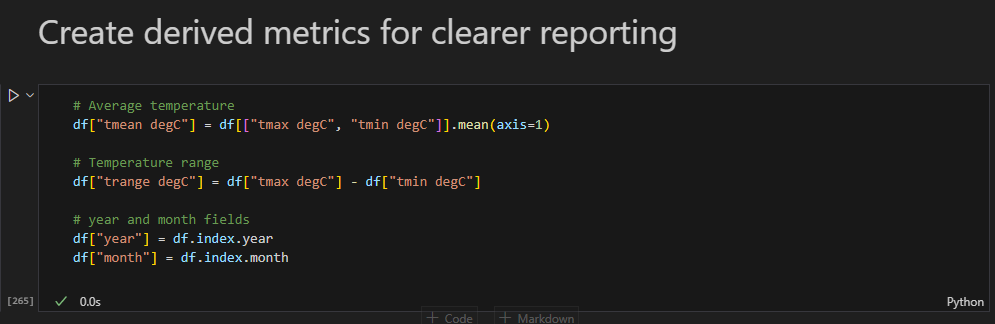 Create derived metrics for clearer reporting
# Average temperature
df["tmean degC"] = df[["tmax degC", "tmin degC"]].mean(axis=1)
# Temperature range
df["trange degC"] = df["tmax degC"] - df["tmin degC"]
# year and month fields
df["year"] = df.index.year
df["month"] = df.index.month
[265] 0.0s Python
+ Code + Markdown